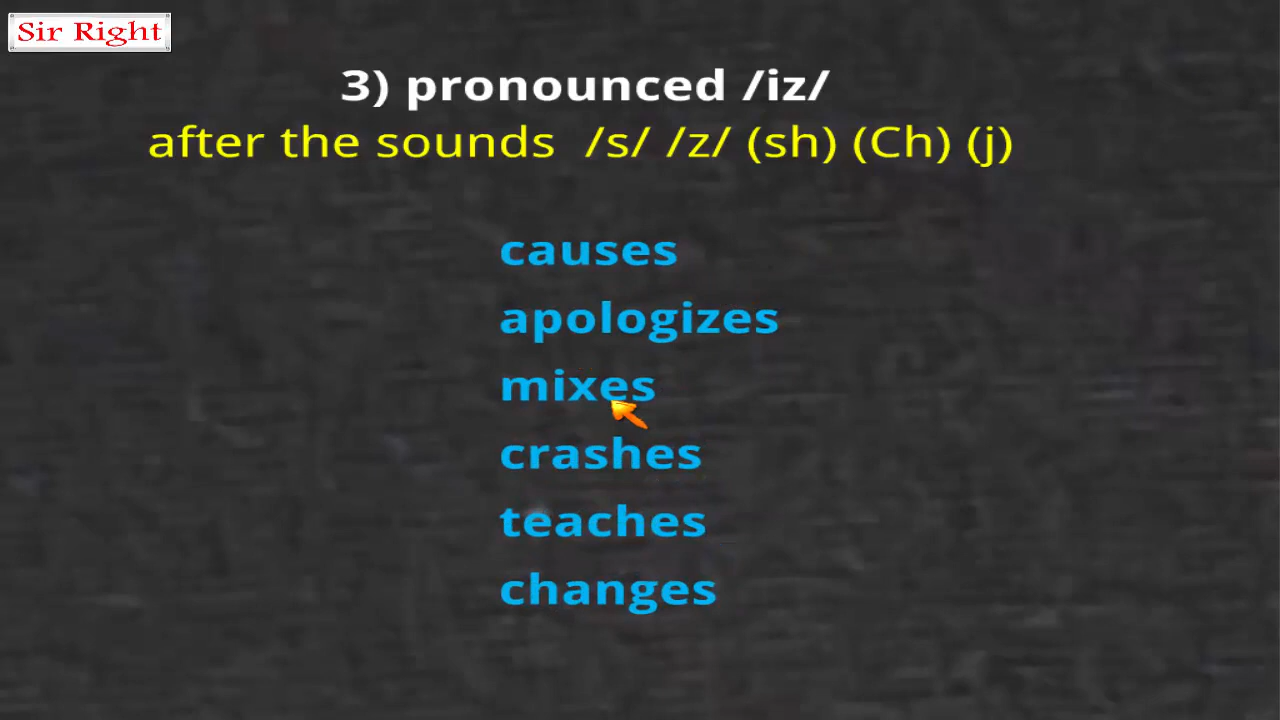 Sir Right
3) pronounced /iz/
after the sounds /s/ /z/ (sh) (Ch) (j)
causes
apologizes
mixes
crashes
teaches
changes